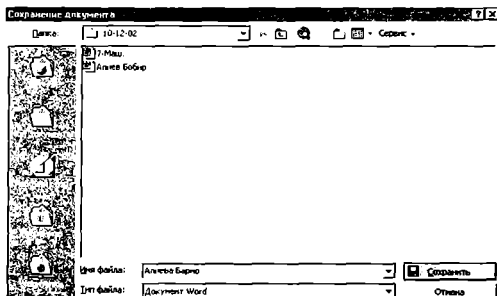 Сохранение документа
Папка: 10-12-02 Сервис
7-Маш.
Алиев Бобир
Имя файла: Алиева Барно Сохранить
Тип файла: Документ Word Отмена